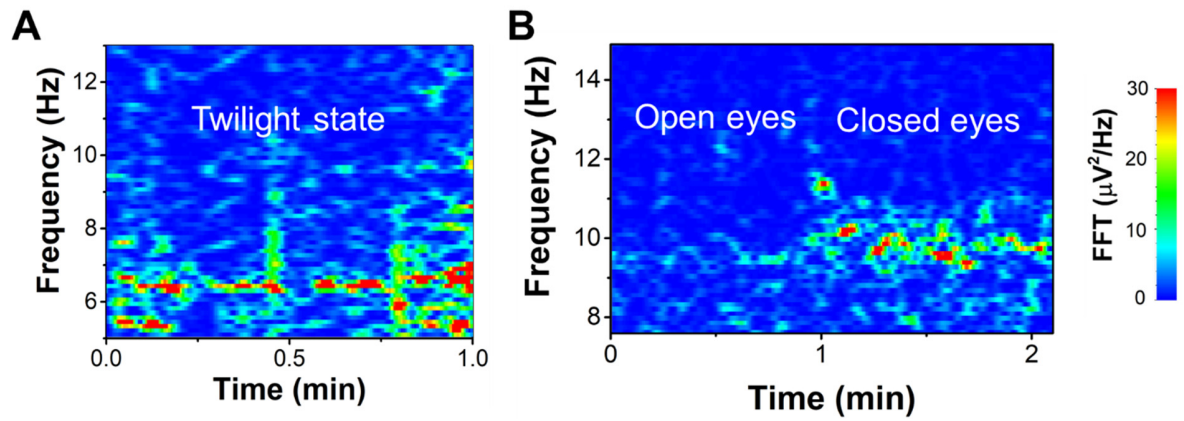 A
B
Frequency (Hz)
12
10
8
6
Twilight state
0.0
0.5
1.0
Time (min)
Frequency (Hz)
14
12
10
8
Open eyes
Closed eyes
0
1
2
Time (min)
30
20
10
0
FFT (μV²/Hz)